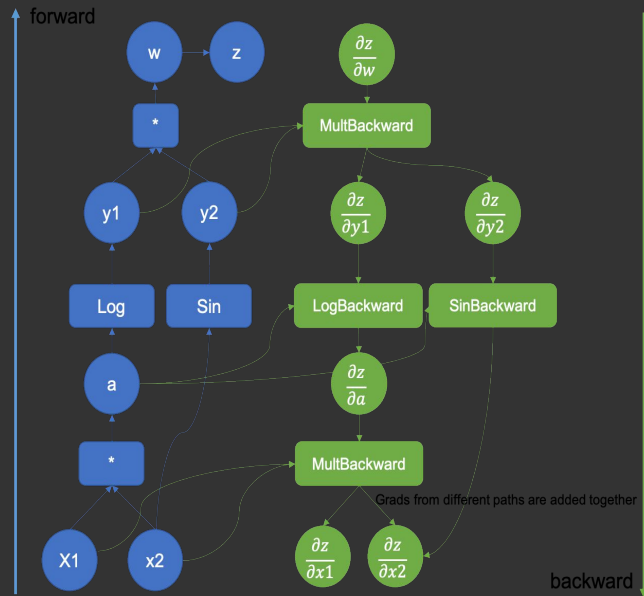 forward
w
z
∂z
∂w
*
MultBackward
y1
y2
∂z
∂y1
∂z
∂y2
Log
Sin
LogBackward
SinBackward
a
∂z
∂a
*
MultBackward
Grads from different paths are added together
X1
x2
∂z
∂x1
∂z
∂x2
backward